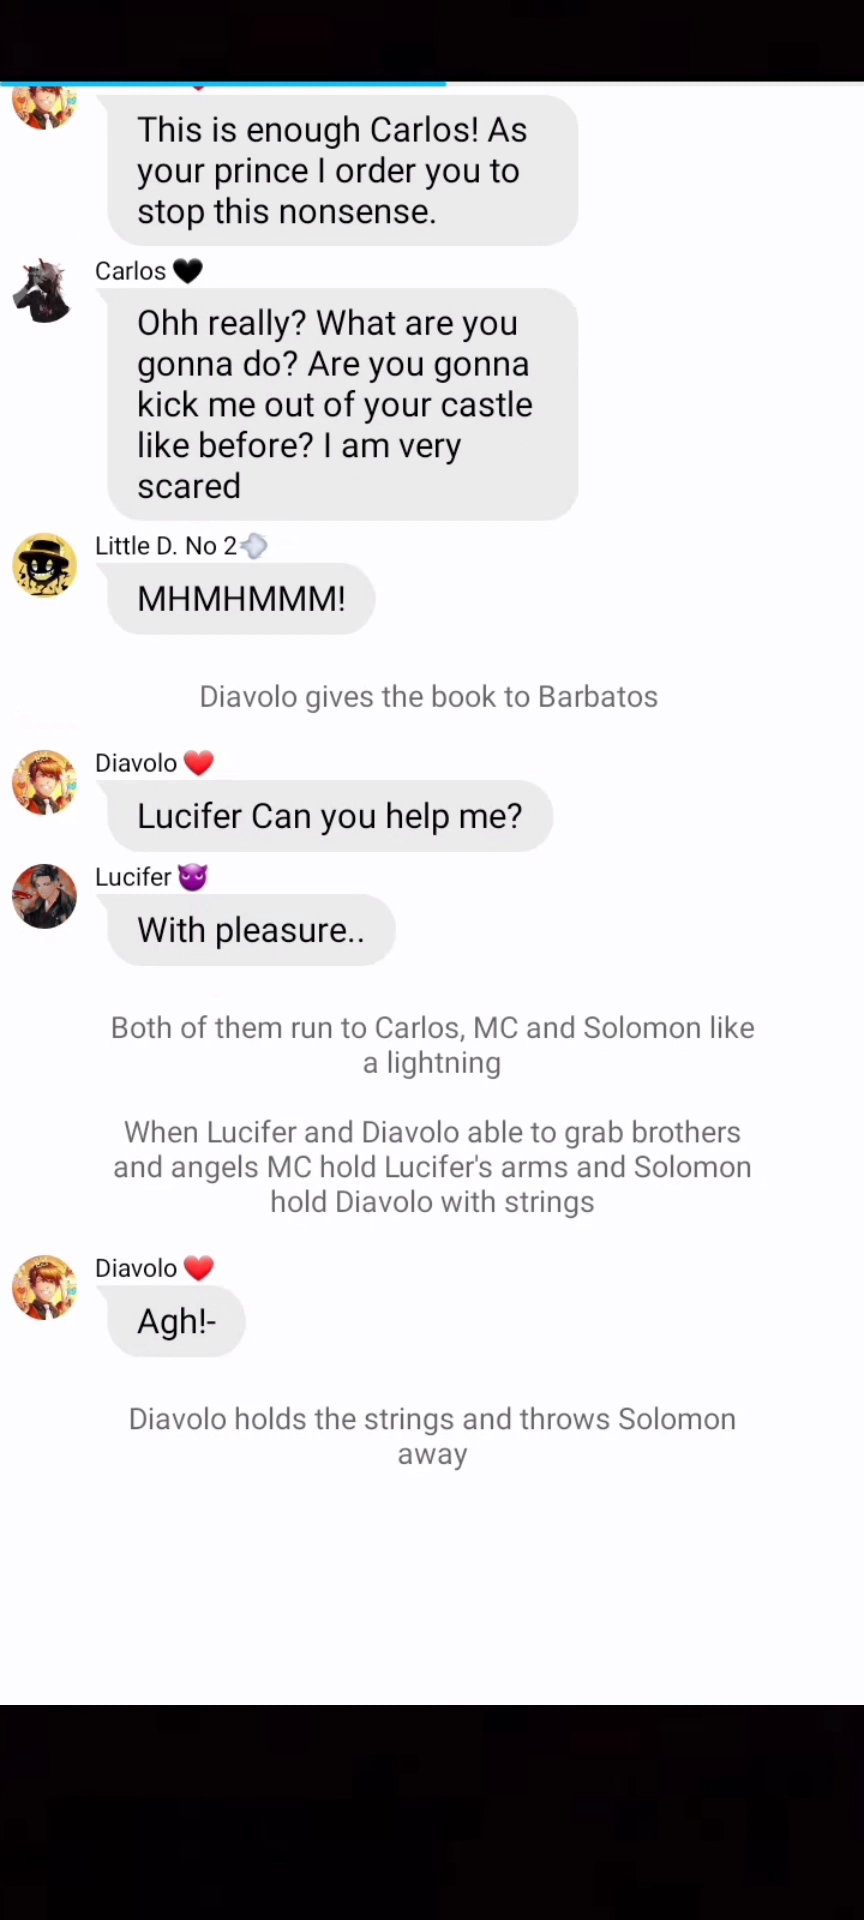 This is enough Carlos! As
your prince I order you to
stop this nonsense.
Carlos 🖤
Ohh really? What are you
gonna do? Are you gonna
kick me out of your castle
like before? I am very
scared
Little D. No 2💨
MHMHMMM!
Diavolo gives the book to Barbatos
Diavolo ❤️
Lucifer Can you help me?
Lucifer 😈
With pleasure..
Both of them run to Carlos, MC and Solomon like
a lightning
When Lucifer and Diavolo able to grab brothers
and angels MC hold Lucifer's arms and Solomon
hold Diavolo with strings
Diavolo ❤️
Agh!-
Diavolo holds the strings and throws Solomon
away